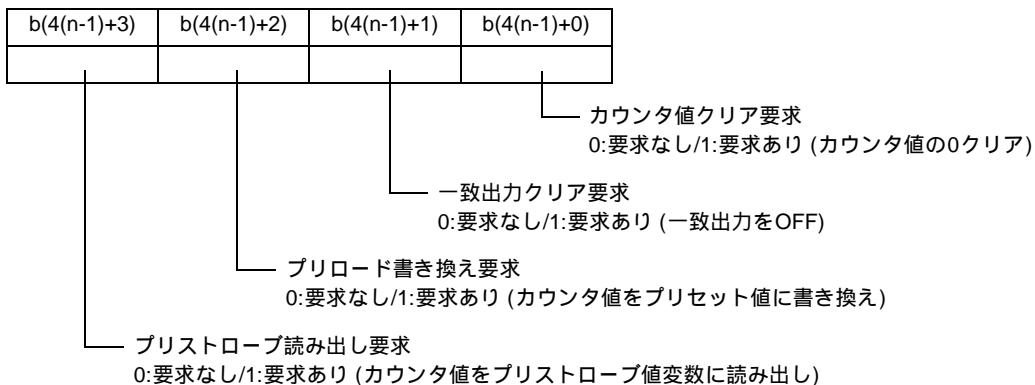 b(4(n-1)+3) b(4(n-1)+2) b(4(n-1)+1) b(4(n-1)+0)
カウンタ値クリア要求
0:要求なし/1:要求あり (カウンタ値の0クリア)
一致出力クリア要求
0:要求なし/1:要求あり (一致出力をOFF)
プリロード書き換え要求
0:要求なし/1:要求あり (カウンタ値をプリセット値に書き換え)
プリストローブ読み出し要求
0:要求なし/1:要求あり (カウンタ値をプリストローブ値変数に読み出し)